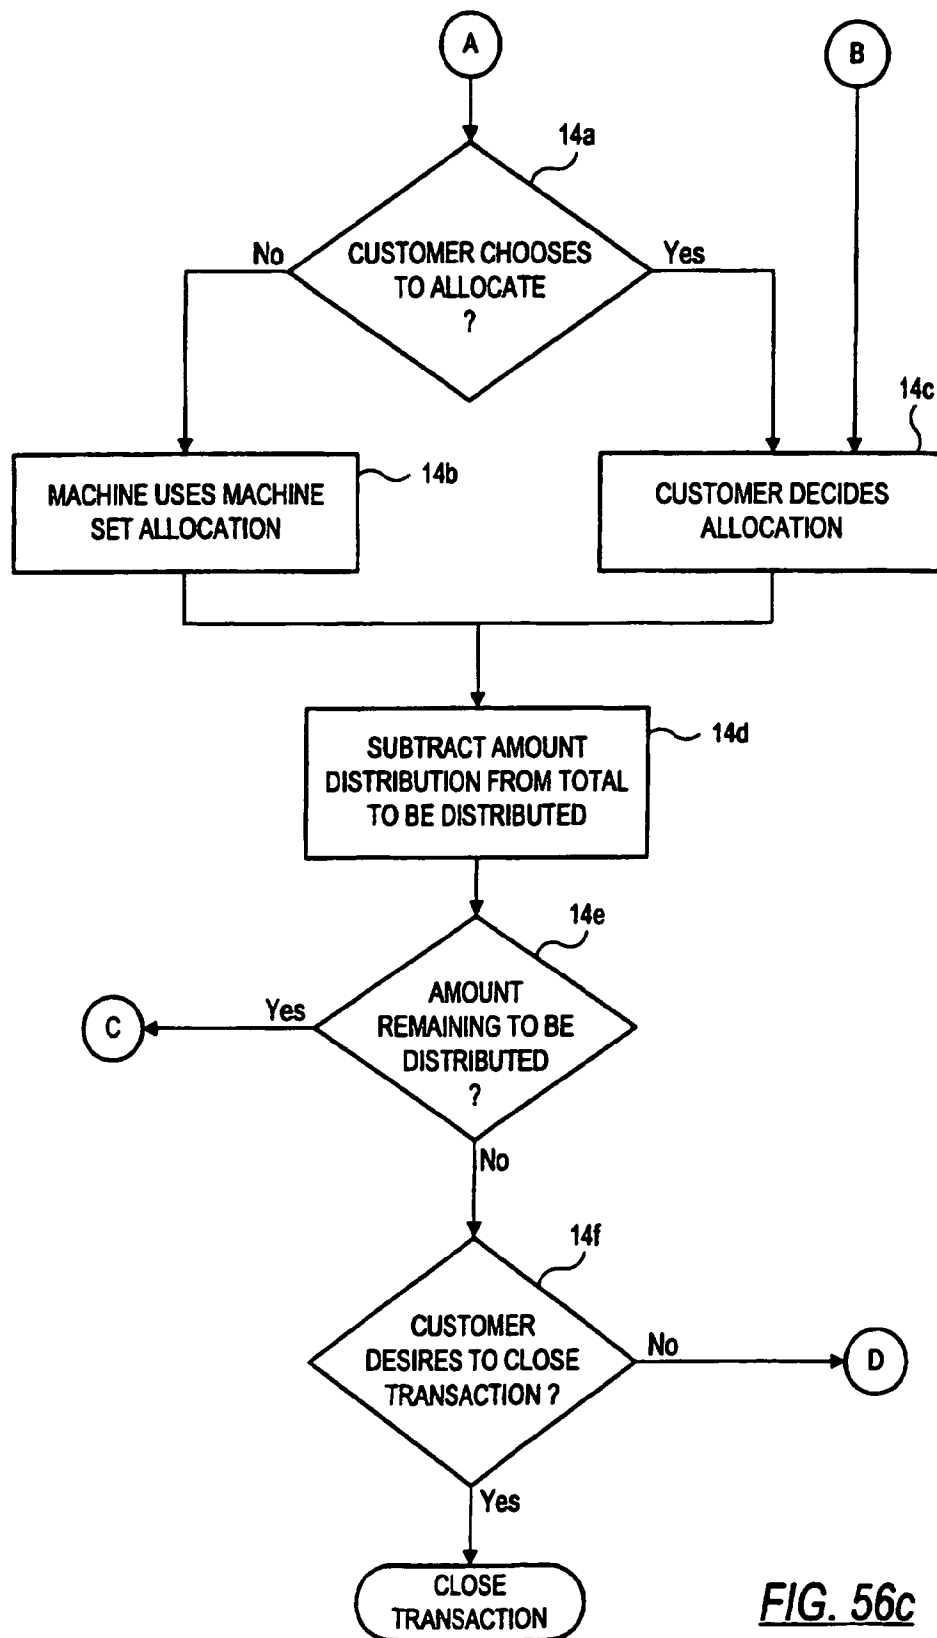 A
B
14a
No
CUSTOMER CHOOSES
TO ALLOCATE
?
Yes
14c
MACHINE USES MACHINE
SET ALLOCATION
14b
CUSTOMER DECIDES
ALLOCATION
SUBTRACT AMOUNT
DISTRIBUTION FROM TOTAL
TO BE DISTRIBUTED
14d
14e
C
Yes
AMOUNT
REMAINING TO BE
DISTRIBUTED
?
No
14f
CUSTOMER
DESIRES TO CLOSE
TRANSACTION ?
No
D
Yes
CLOSE
TRANSACTION
FIG. 56c